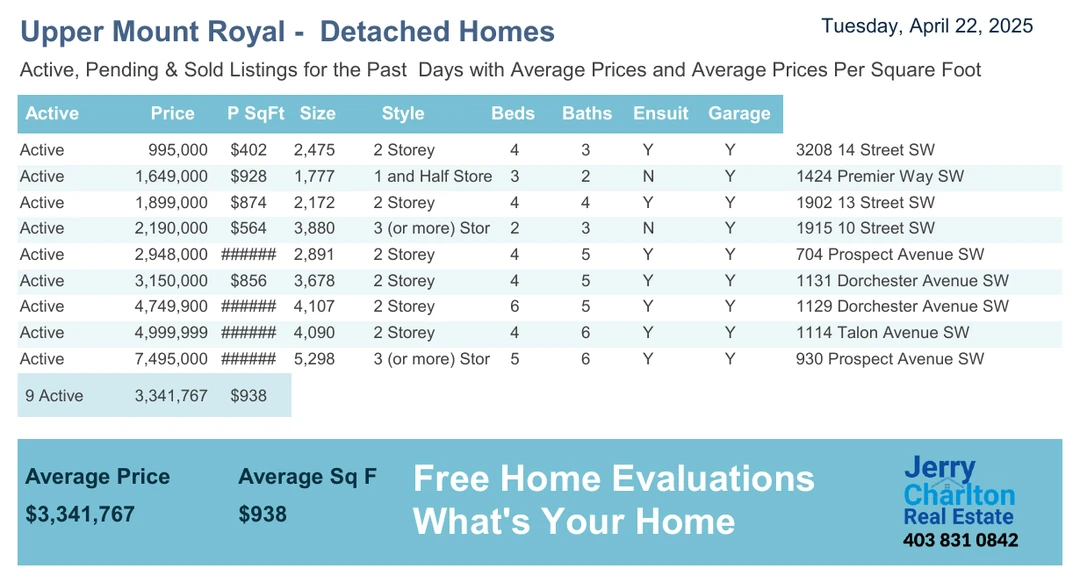 Upper Mount Royal - Detached Homes
Tuesday, April 22, 2025
Active, Pending & Sold Listings for the Past Days with Average Prices and Average Prices Per Square Foot
Active Price P SqFt Size Style Beds Baths Ensuit Garage
Active 995,000 $402 2,475 2 Storey 4 3 Y Y 3208 14 Street SW
Active 1,649,000 $928 1,777 1 and Half Store 3 2 N Y 1424 Premier Way SW
Active 1,899,000 $874 2,172 2 Storey 4 4 Y Y 1902 13 Street SW
Active 2,190,000 $564 3,880 3 (or more) Stor 2 3 N Y 1915 10 Street SW
Active 2,948,000 ###### 2,891 2 Storey 4 5 Y Y 704 Prospect Avenue SW
Active 3,150,000 $856 3,678 2 Storey 4 5 Y Y 1131 Dorchester Avenue SW
Active 4,749,900 ###### 4,107 2 Storey 6 5 Y Y 1129 Dorchester Avenue SW
Active 4,999,999 ###### 4,090 2 Storey 4 6 Y Y 1114 Talon Avenue SW
Active 7,495,000 ###### 5,298 3 (or more) Stor 5 6 Y Y 930 Prospect Avenue SW
9 Active 3,341,767 $938
Average Price Average Sq F
$3,341,767 $938
Free Home Evaluations
What's Your Home
Jerry
Charlton
Real Estate
403 831 0842